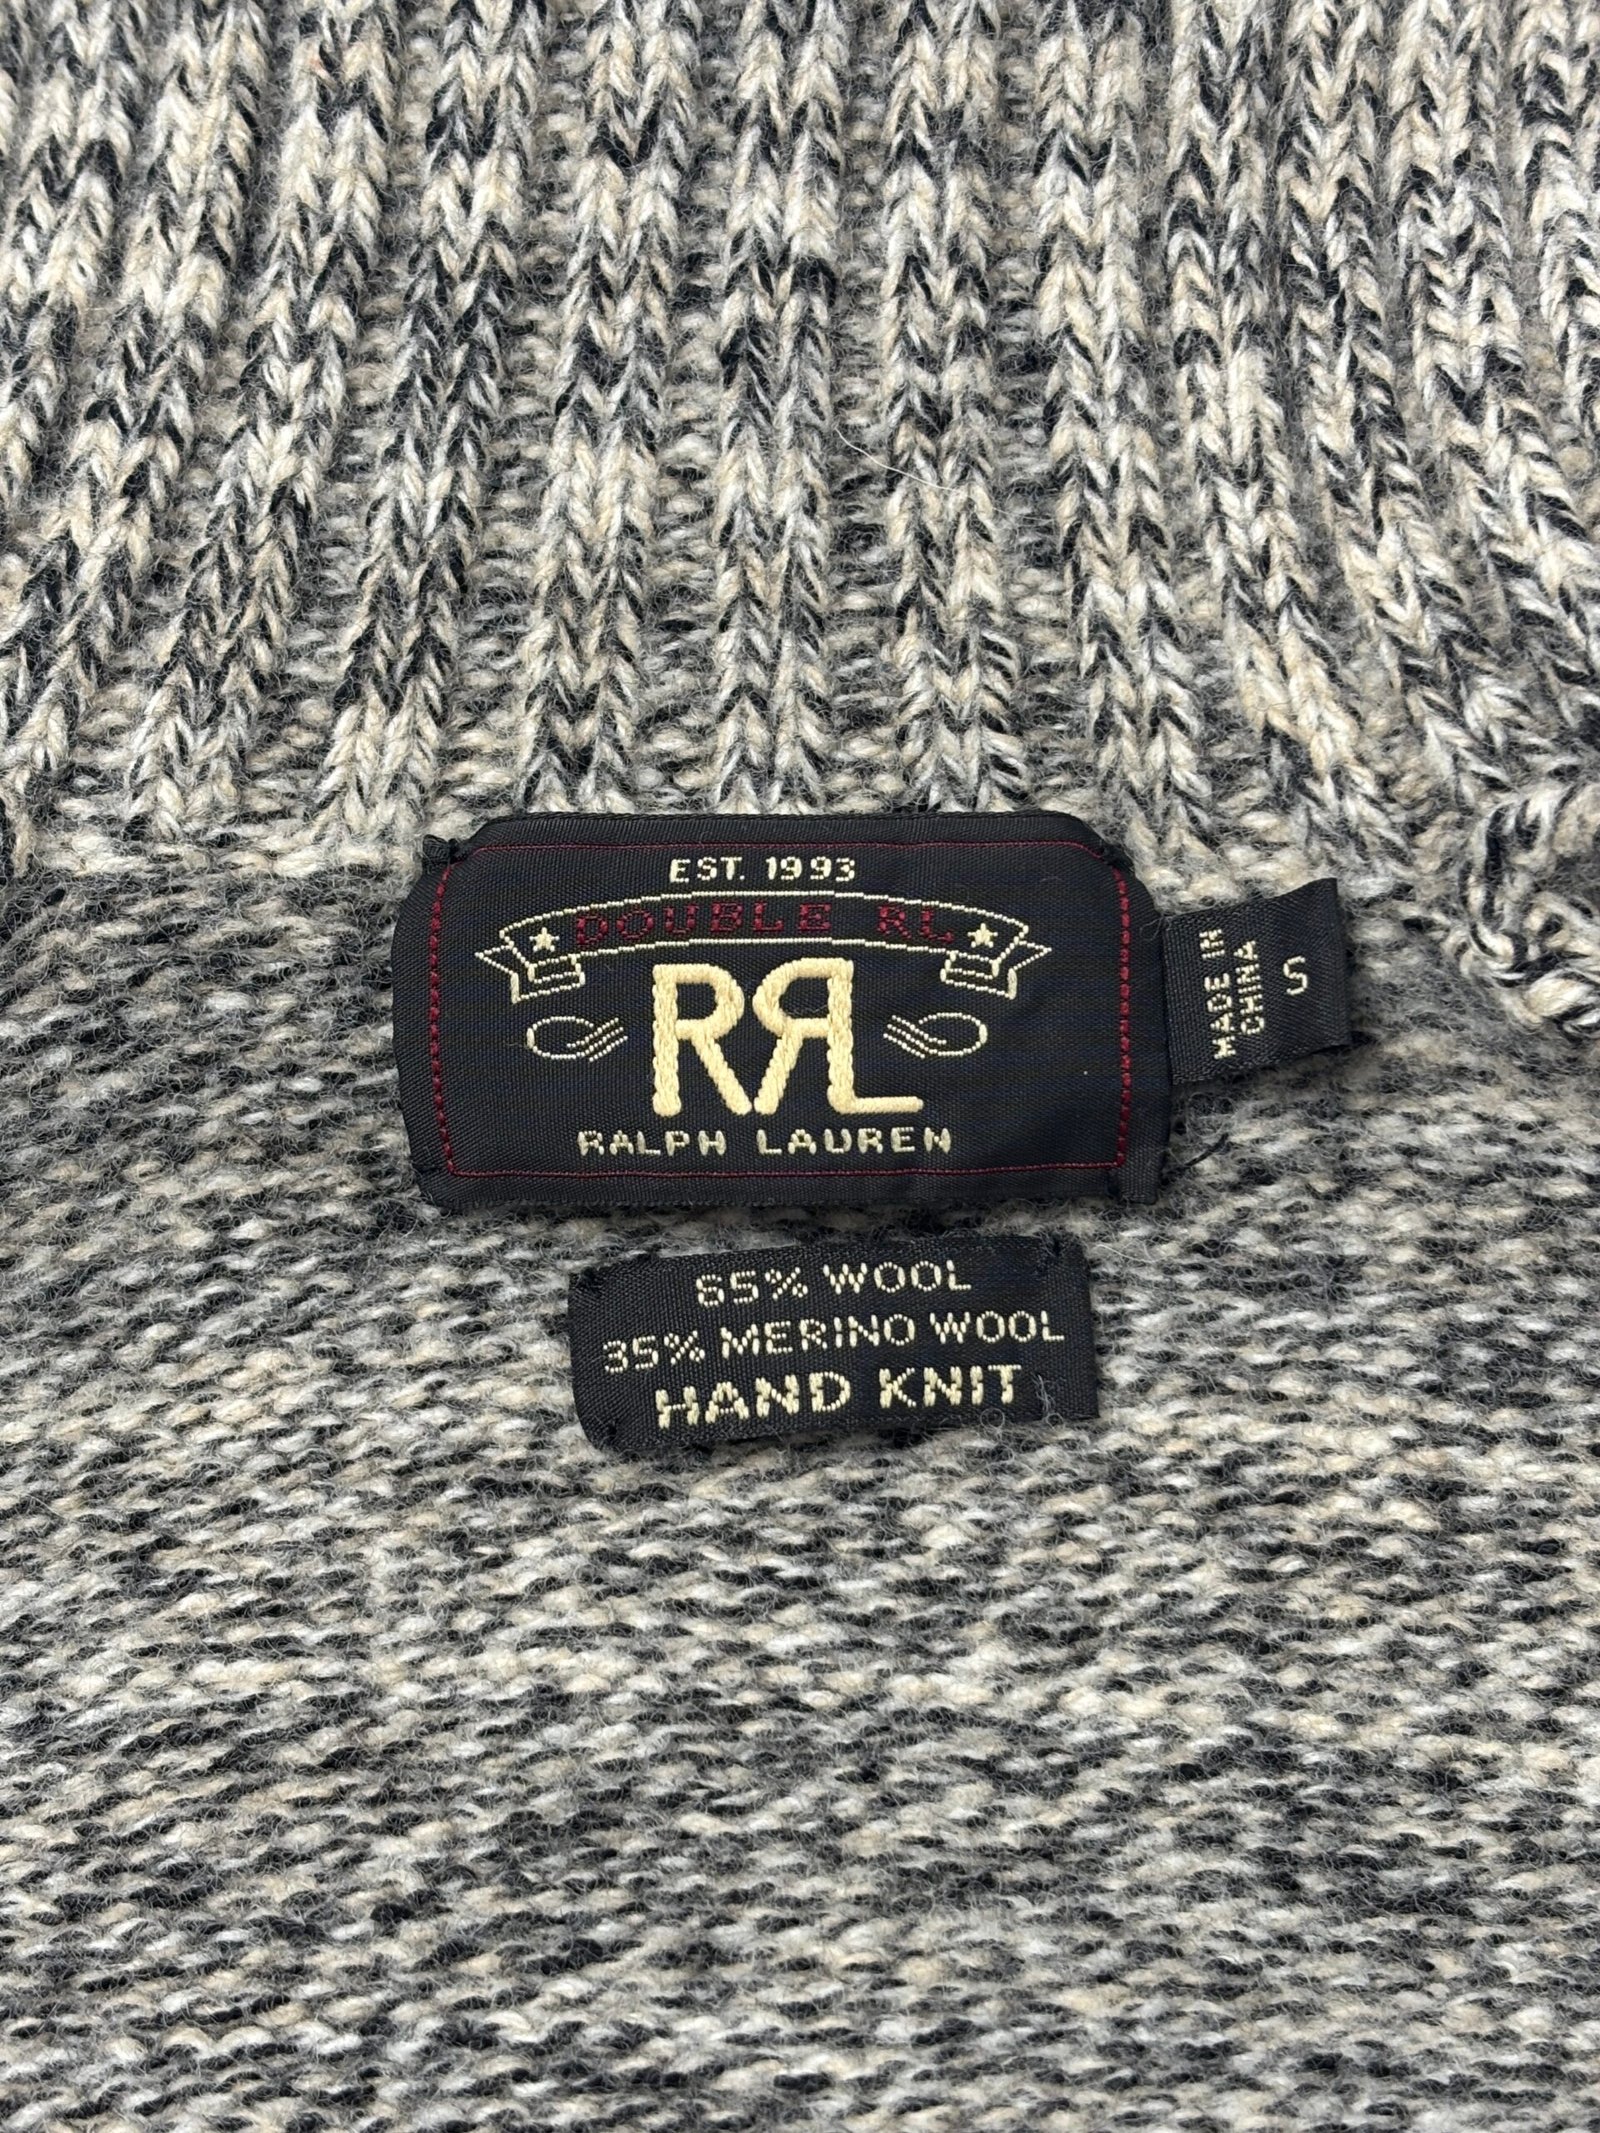 EST. 1993
DOUBLE RL
RRL
RALPH LAUREN
MADE IN
CHINA
S
65% WOOL
35% MERINO WOOL
HAND KNIT